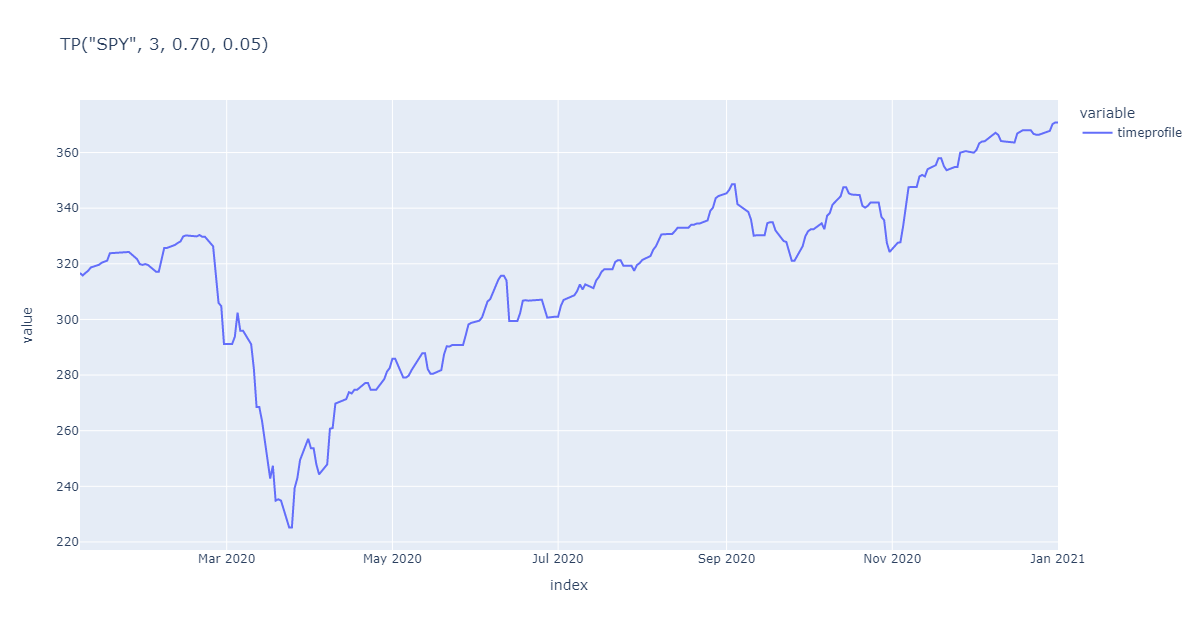 TP("SPY", 3, 0.70, 0.05)
variable
timeprofile
value
360
340
320
300
280
260
240
220
Mar 2020
May 2020
Jul 2020
Sep 2020
Nov 2020
Jan 2021
index